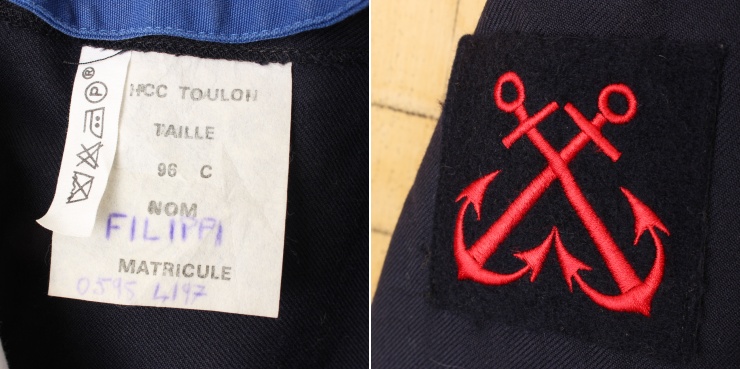 HCC TOULON
TAILLE
96 C
NOM
FILIPPI
MATRICULE
0595 4197
P
®